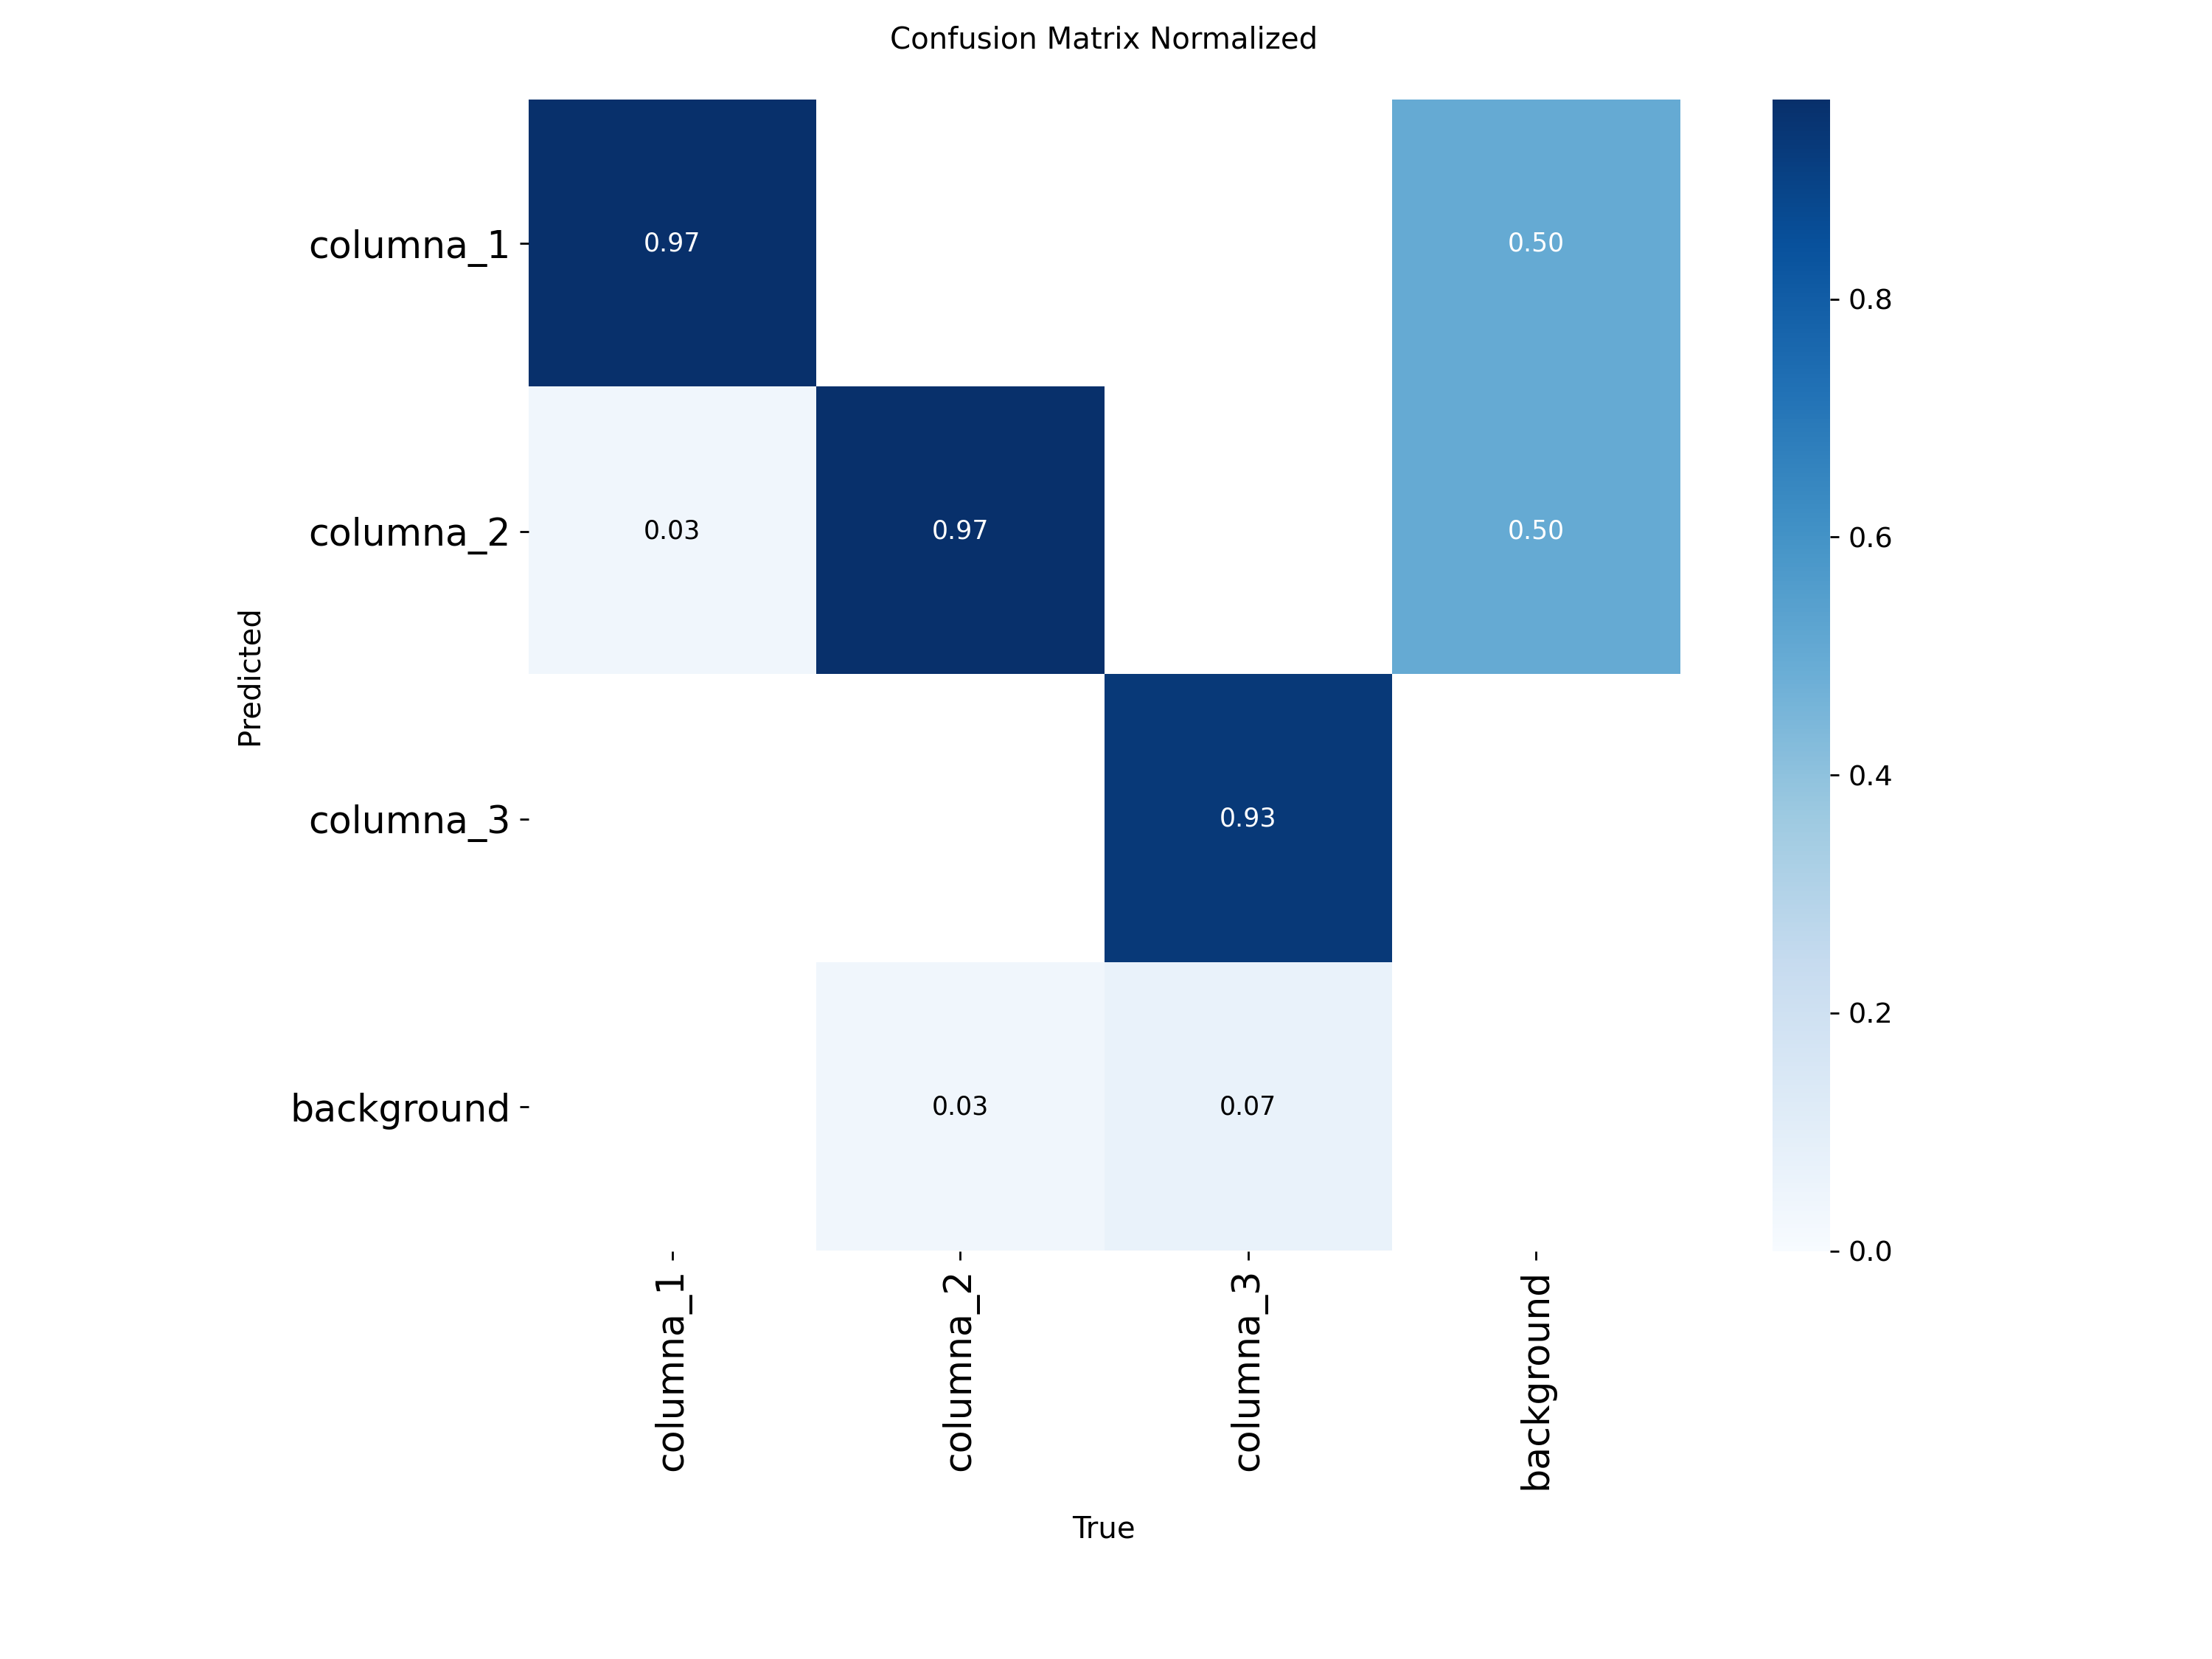 Confusion Matrix Normalized
columna_1
0.97
0.50
columna_2
0.03
0.97
0.50
columna_3
0.93
background
0.03
0.07
Predicted
columna_1
columna_2
columna_3
background
True
0.8
0.6
0.4
0.2
0.0